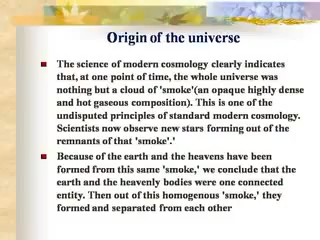 Origin of the universe
The science of modern cosmology clearly indicates
that, at one point of time, the whole universe was
nothing but a cloud of 'smoke'(an opaque highly dense
and hot gaseous composition). This is one of the
undisputed principles of standard modern cosmology.
Scientists now observe new stars forming out of the
remnants of that 'smoke'.'
Because of the earth and the heavens have been
formed from this same 'smoke,' we conclude that the
earth and the heavenly bodies were one connected
entity. Then out of this homogenous 'smoke,' they
formed and separated from each other